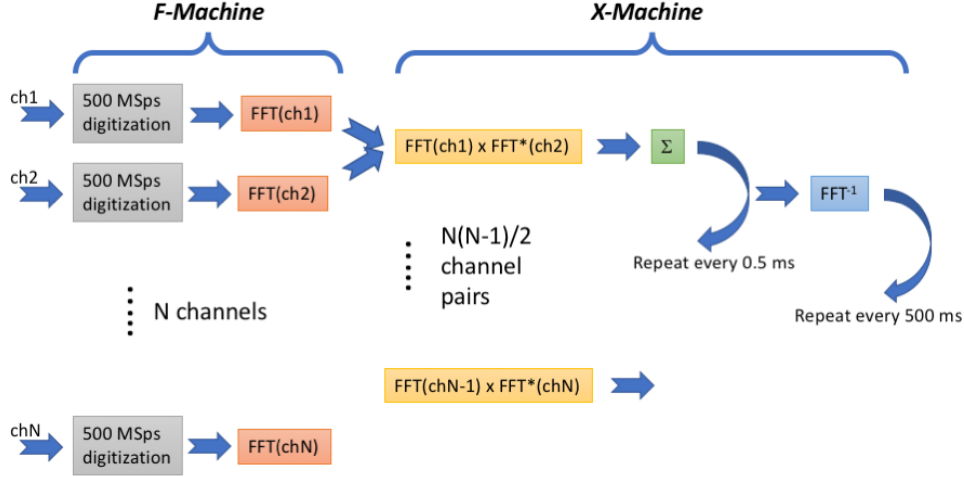 F-Machine
X-Machine
ch1
500 MSps
digitization
FFT(ch1)
ch2
500 MSps
digitization
FFT(ch2)
FFT(ch1) x FFT*(ch2)
Σ
FFT-1
Repeat every 0.5 ms
Repeat every 500 ms
N(N-1)/2
channel
pairs
N channels
FFT(chN-1) x FFT*(chN)
chN
500 MSps
digitization
FFT(chN)